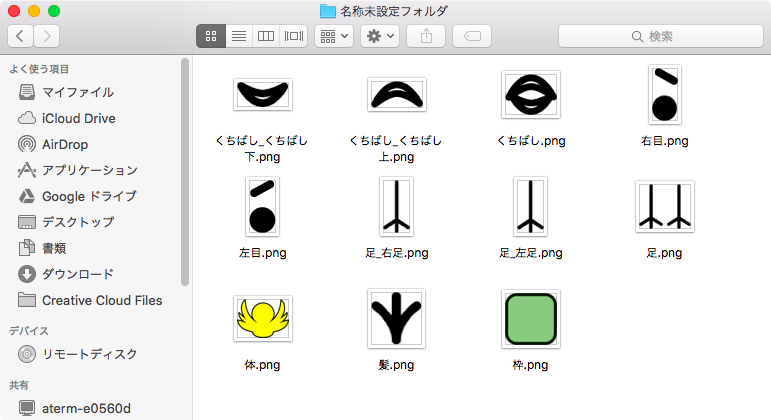 名称未設定フォルダ
検索
よく使う項目
マイファイル
iCloud Drive
AirDrop
アプリケーション
Google ドライブ
デスクトップ
書類
ダウンロード
Creative Cloud Files
デバイス
リモートディスク
共有
aterm-e0560d
くちばし_くちばし
下.png
くちばし_くちばし
上.png
くちばし.png
右目.png
左目.png
足_右足.png
足_左足.png
足.png
体.png
髪.png
枠.png